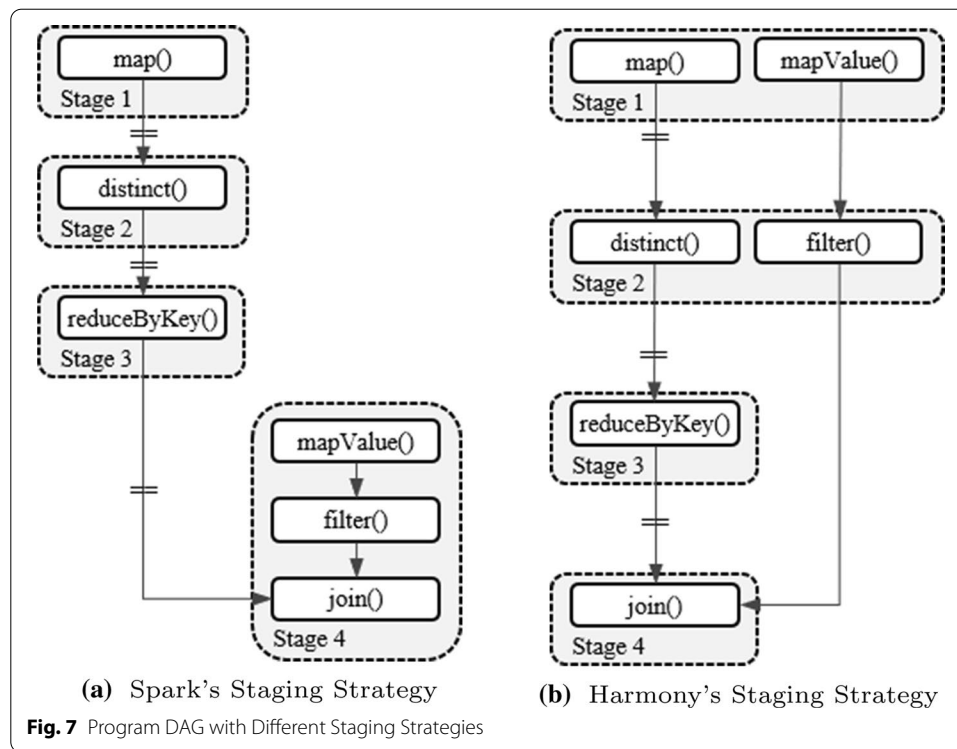 map()
Stage 1
distinct()
Stage 2
reduceByKey()
Stage 3
mapValue()
filter()
join()
Stage 4
(a) Spark's Staging Strategy
map()
mapValue()
Stage 1
distinct()
filter()
Stage 2
reduceByKey()
Stage 3
join()
Stage 4
(b) Harmony's Staging Strategy
Fig. 7 Program DAG with Different Staging Strategies